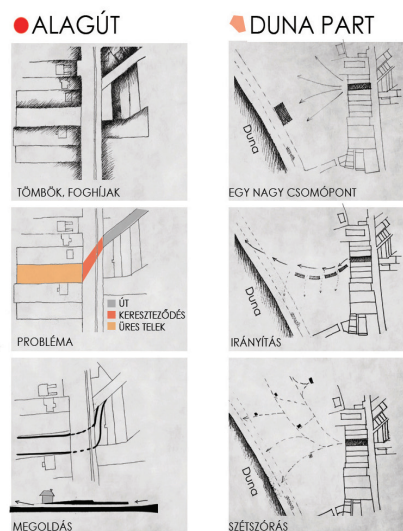 ALAGÚT
TÖMBÖK, FOGHÍJAK
ÚT
KERESZTEZŐDÉS
ÜRES TELEK
PROBLÉMA
MEGOLDÁS
DUNA PART
Duna
EGY NAGY CSOMÓPONT
Duna
IRÁNYÍTÁS
Duna
SZÉTSZÓRÁS